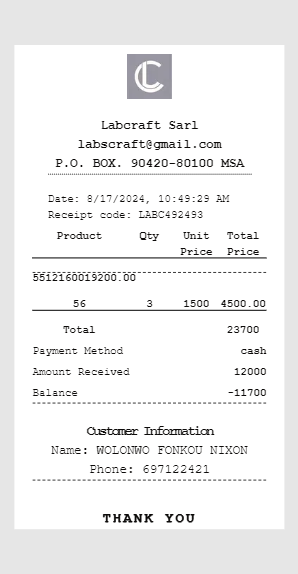 Labcraft Sarl
labscraft@gmail.com
P.O. BOX. 90420-80100 MSA
Date: 8/17/2024, 10:49:29 AM
Receipt code: LABC492493
Product Qty Unit Price Total Price
5512160019200.00
56 3 1500 4500.00
Total 23700
Payment Method cash
Amount Received 12000
Balance -11700
Customer Information
Name: WOLONWO FONKOU NIXON
Phone: 697122421
THANK YOU